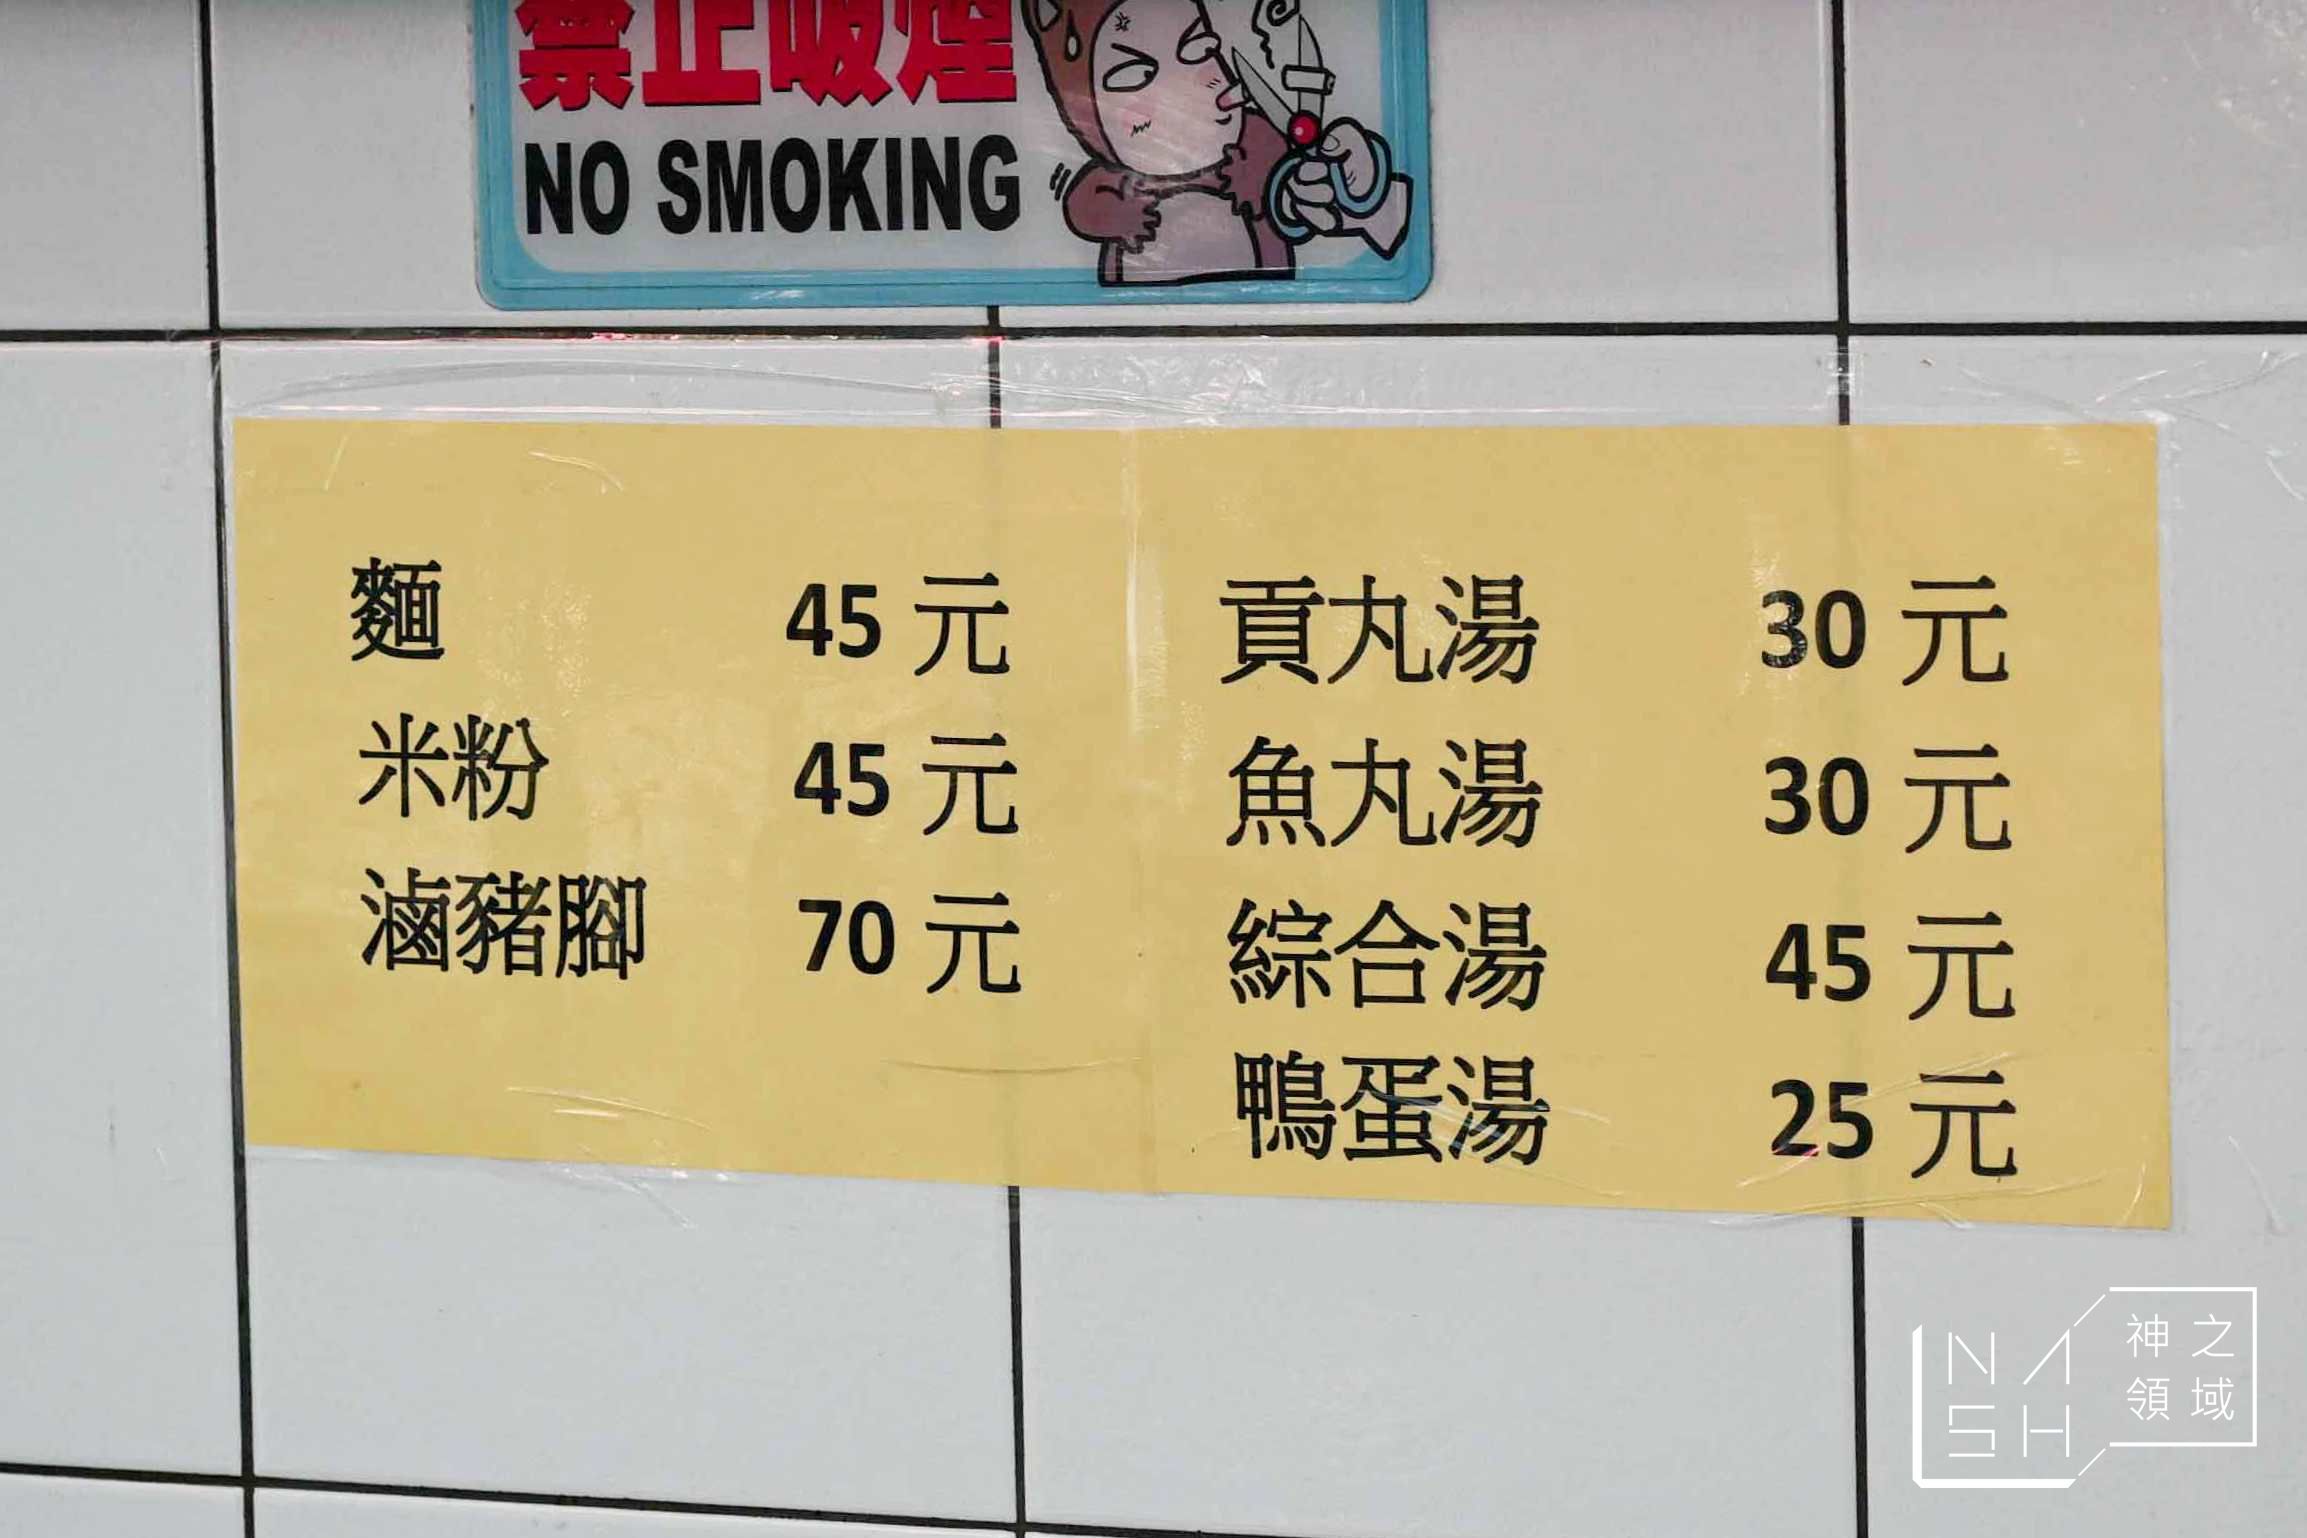 禁止吸煙
NO SMOKING
麵 45元
米粉 45元
滷豬腳 70元
貢丸湯 30元
魚丸湯 30元
綜合湯 45元
鴨蛋湯 25元
NASH
神之
領域